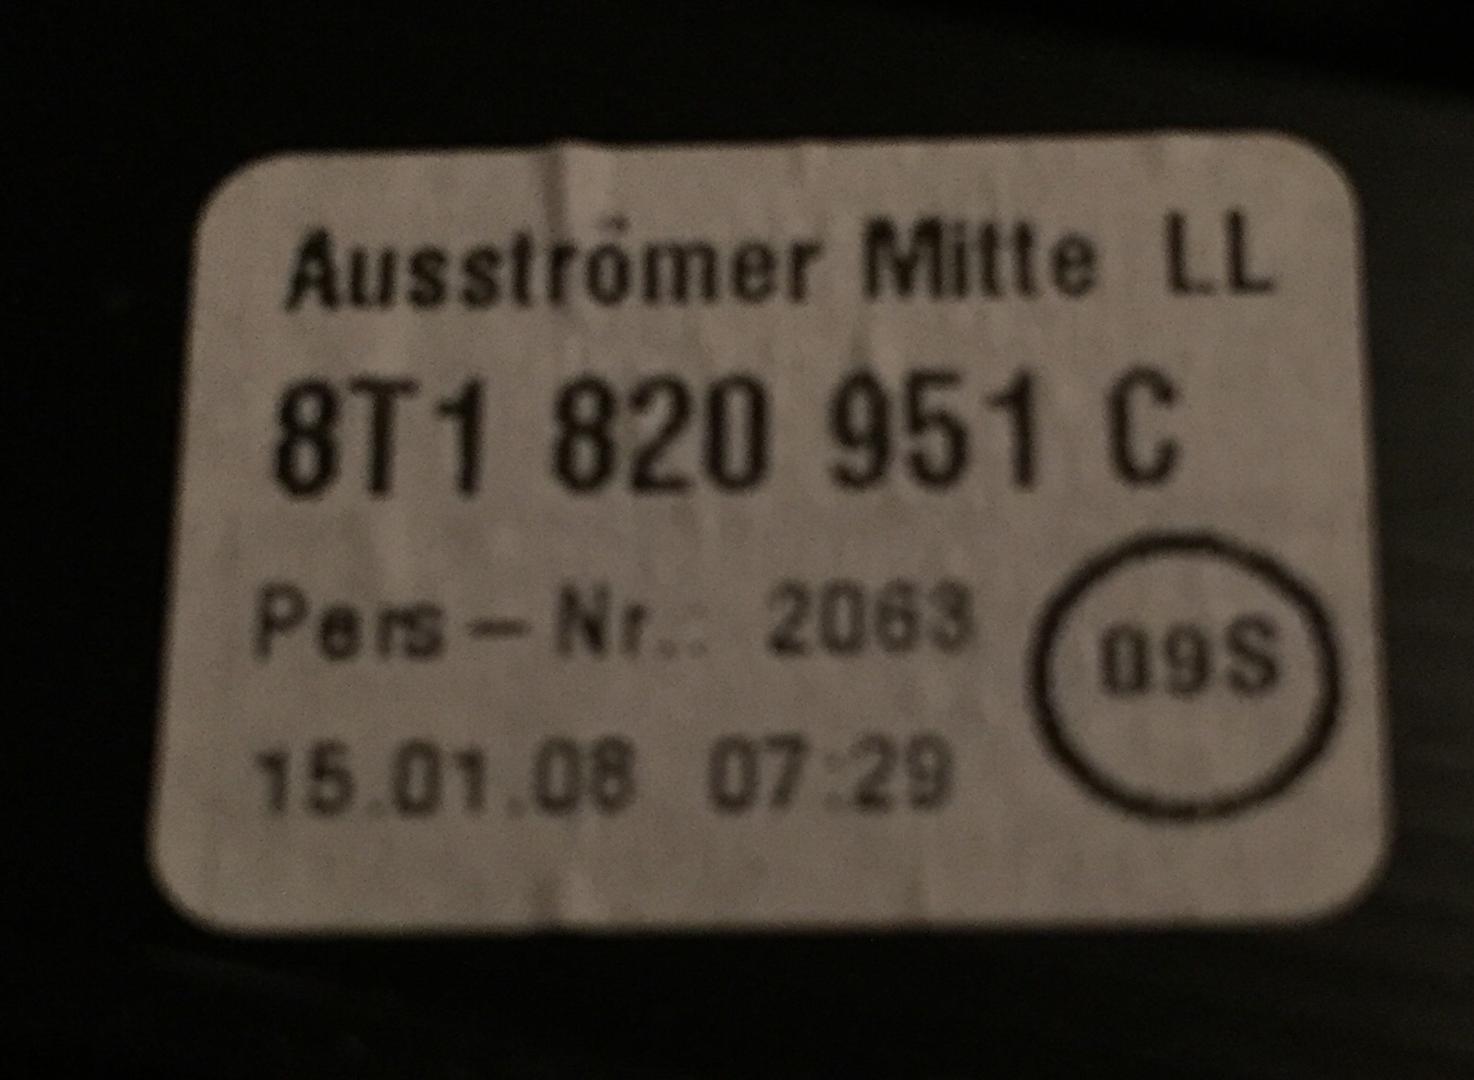 Ausströmer Mitte LL
8T1 820 951 C
Pers-Nr.: 2063
09S
15.01.08 07:29